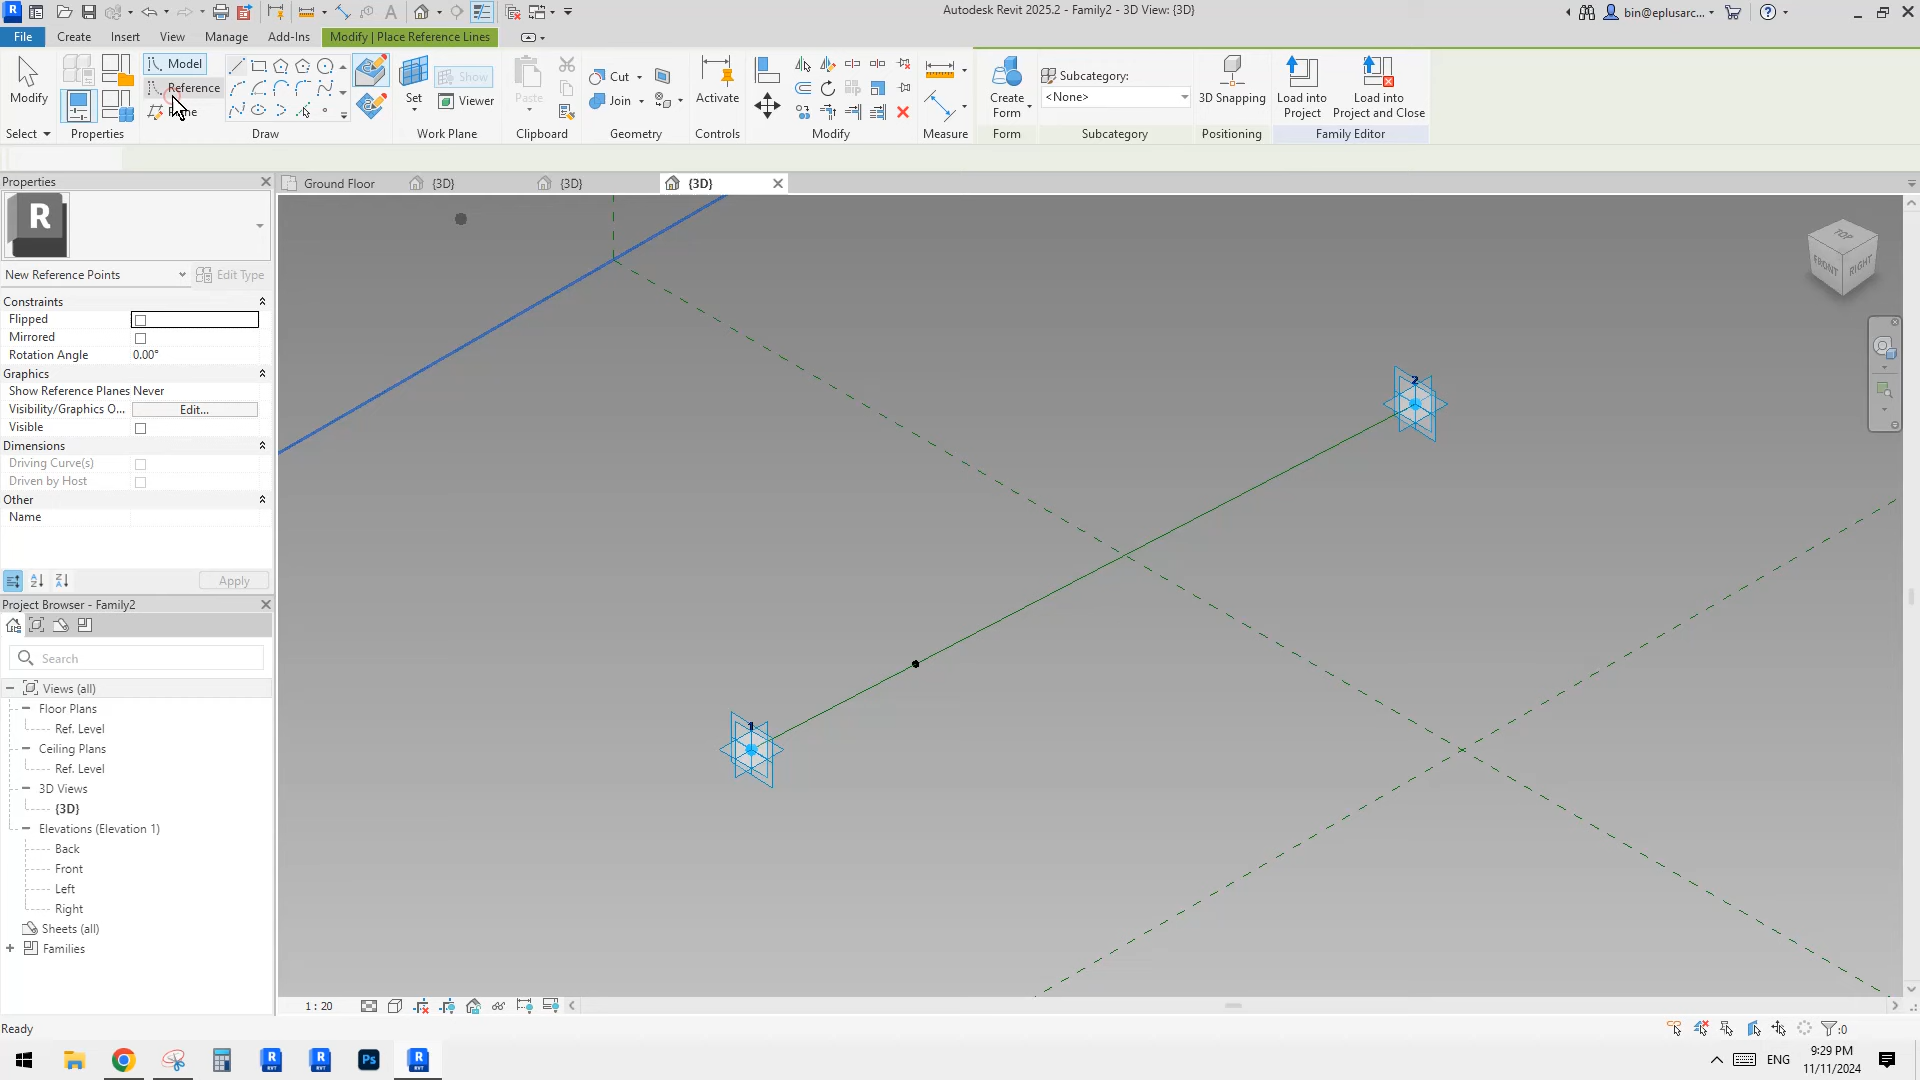 Autodesk Revit 2025.2 - Family2 - 3D View: {3D}
bin@eplusarc...
File
Create
Insert
View
Manage
Add-Ins
Modify | Place Reference Lines
Modify
Select
Properties
Model
Reference
Draw
Set
Show
Viewer
Work Plane
Paste
Clipboard
Cut
Join
Geometry
Activate
Controls
Modify
Measure
Create
Form
Form
Subcategory:
<None>
Subcategory
3D Snapping
Positioning
Load into
Project
Load into
Project and Close
Family Editor
Properties
Ground Floor
{3D}
{3D}
{3D}
R
New Reference Points
Edit Type
Constraints
Flipped
Mirrored
Rotation Angle 0.00°
Graphics
Show Reference Planes Never
Visibility/Graphics O... Edit...
Visible
Dimensions
Driving Curve(s)
Driven by Host
Other
Name
Apply
Project Browser - Family2
Search
Views (all)
Floor Plans
Ref. Level
Ceiling Plans
Ref. Level
3D Views
{3D}
Elevations (Elevation 1)
Back
Front
Left
Right
Sheets (all)
Families
TOP
FRONT
RIGHT
2
1
1 : 20
Ready
:0
Ps
ENG
9:29 PM
11/11/2024